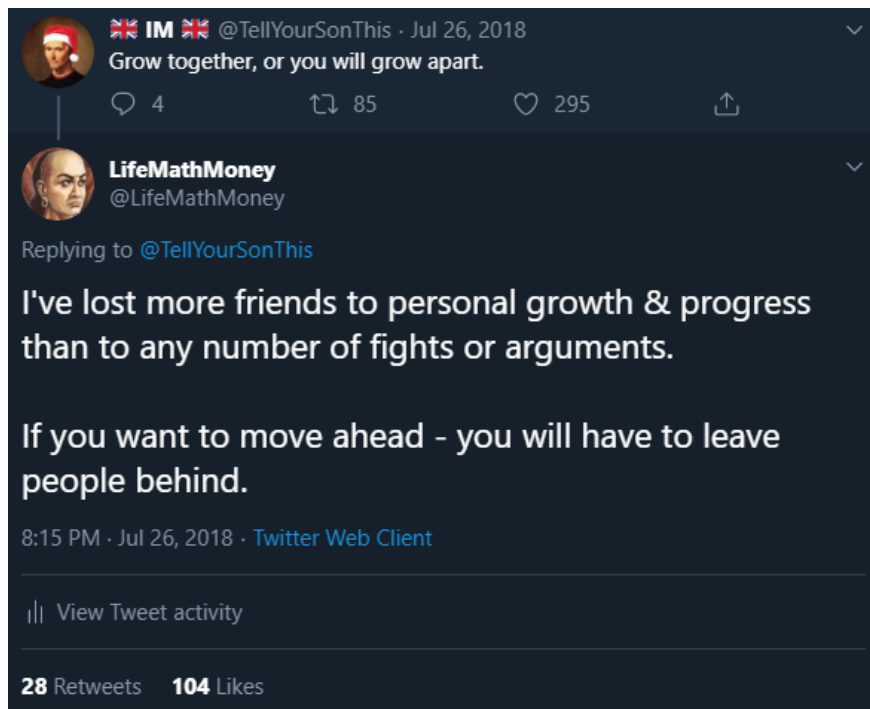 🇬🇧 IM 🇬🇧 @TellYourSonThis · Jul 26, 2018
Grow together, or you will grow apart.
4 85 295
LifeMathMoney
@LifeMathMoney
Replying to @TellYourSonThis
I've lost more friends to personal growth & progress
than to any number of fights or arguments.
If you want to move ahead - you will have to leave
people behind.
8:15 PM · Jul 26, 2018 · Twitter Web Client
View Tweet activity
28 Retweets 104 Likes